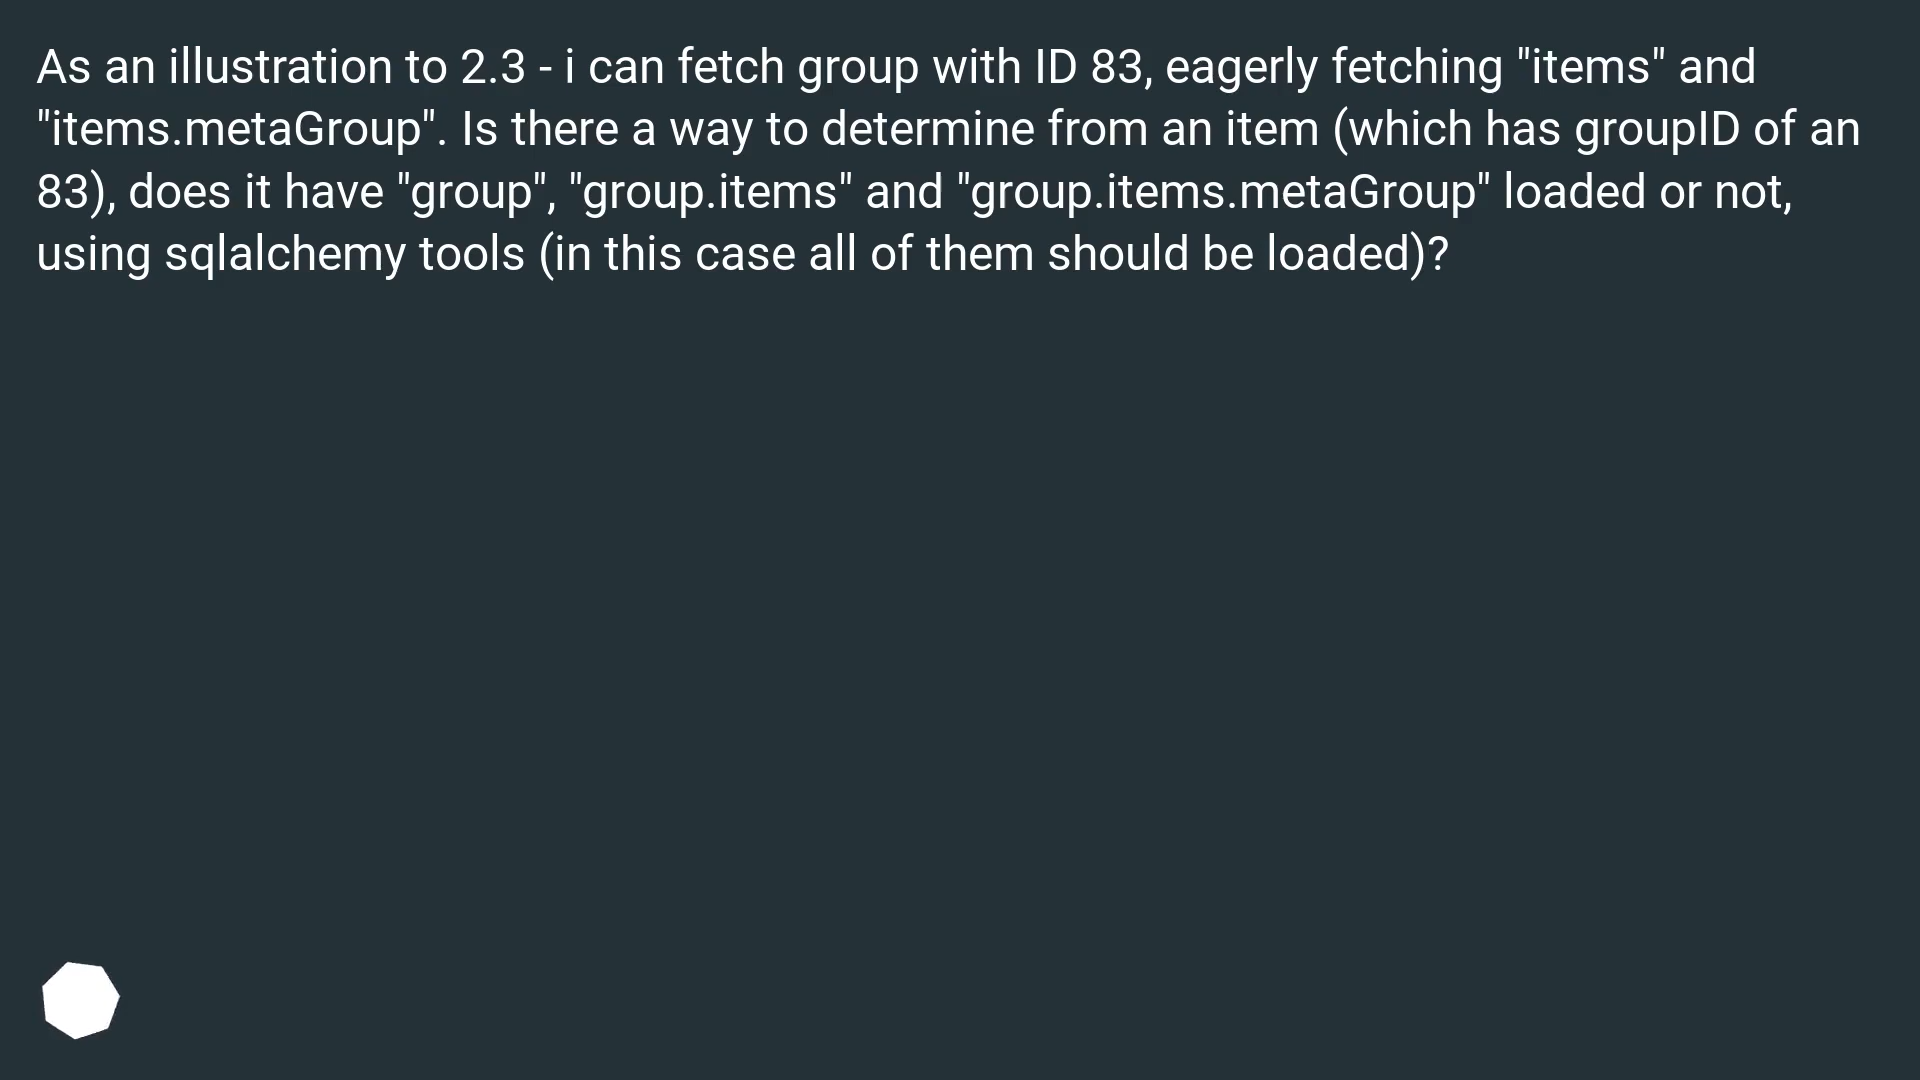 As an illustration to 2.3 - i can fetch group with ID 83, eagerly fetching "items" and
"items.metaGroup". Is there a way to determine from an item (which has groupID of an
83), does it have "group", "group.items" and "group.items.metaGroup" loaded or not,
using sqlalchemy tools (in this case all of them should be loaded)?